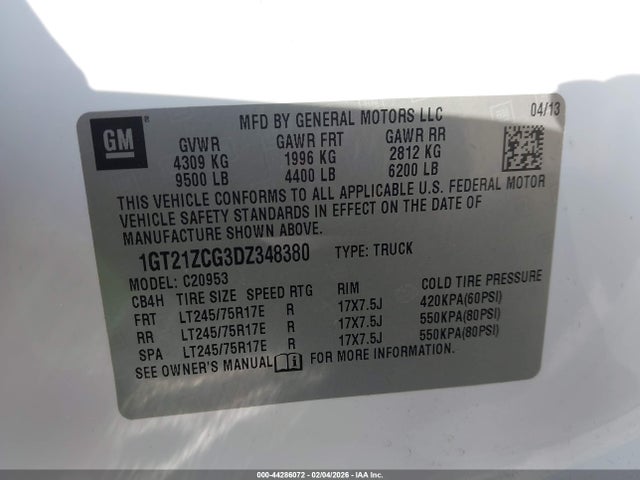 GM
MFD BY GENERAL MOTORS LLC 04/13
GVWR GAWR FRT GAWR RR
4309 KG 1996 KG 2812 KG
9500 LB 4400 LB 6200 LB
THIS VEHICLE CONFORMS TO ALL APPLICABLE U.S. FEDERAL MOTOR
VEHICLE SAFETY STANDARDS IN EFFECT ON THE DATE OF
MANUFACTURE SHOWN ABOVE.
1GT21ZCG3DZ348380 TYPE: TRUCK
MODEL: C20953
CB4H TIRE SIZE SPEED RTG RIM COLD TIRE PRESSURE
FRT LT245/75R17E R 17X7.5J 420KPA(60PSI)
RR LT245/75R17E R 17X7.5J 550KPA(80PSI)
SPA LT245/75R17E R 17X7.5J 550KPA(80PSI)
SEE OWNER'S MANUAL FOR MORE INFORMATION.
000-44286072 - 02/04/2026 - IAAI.COM